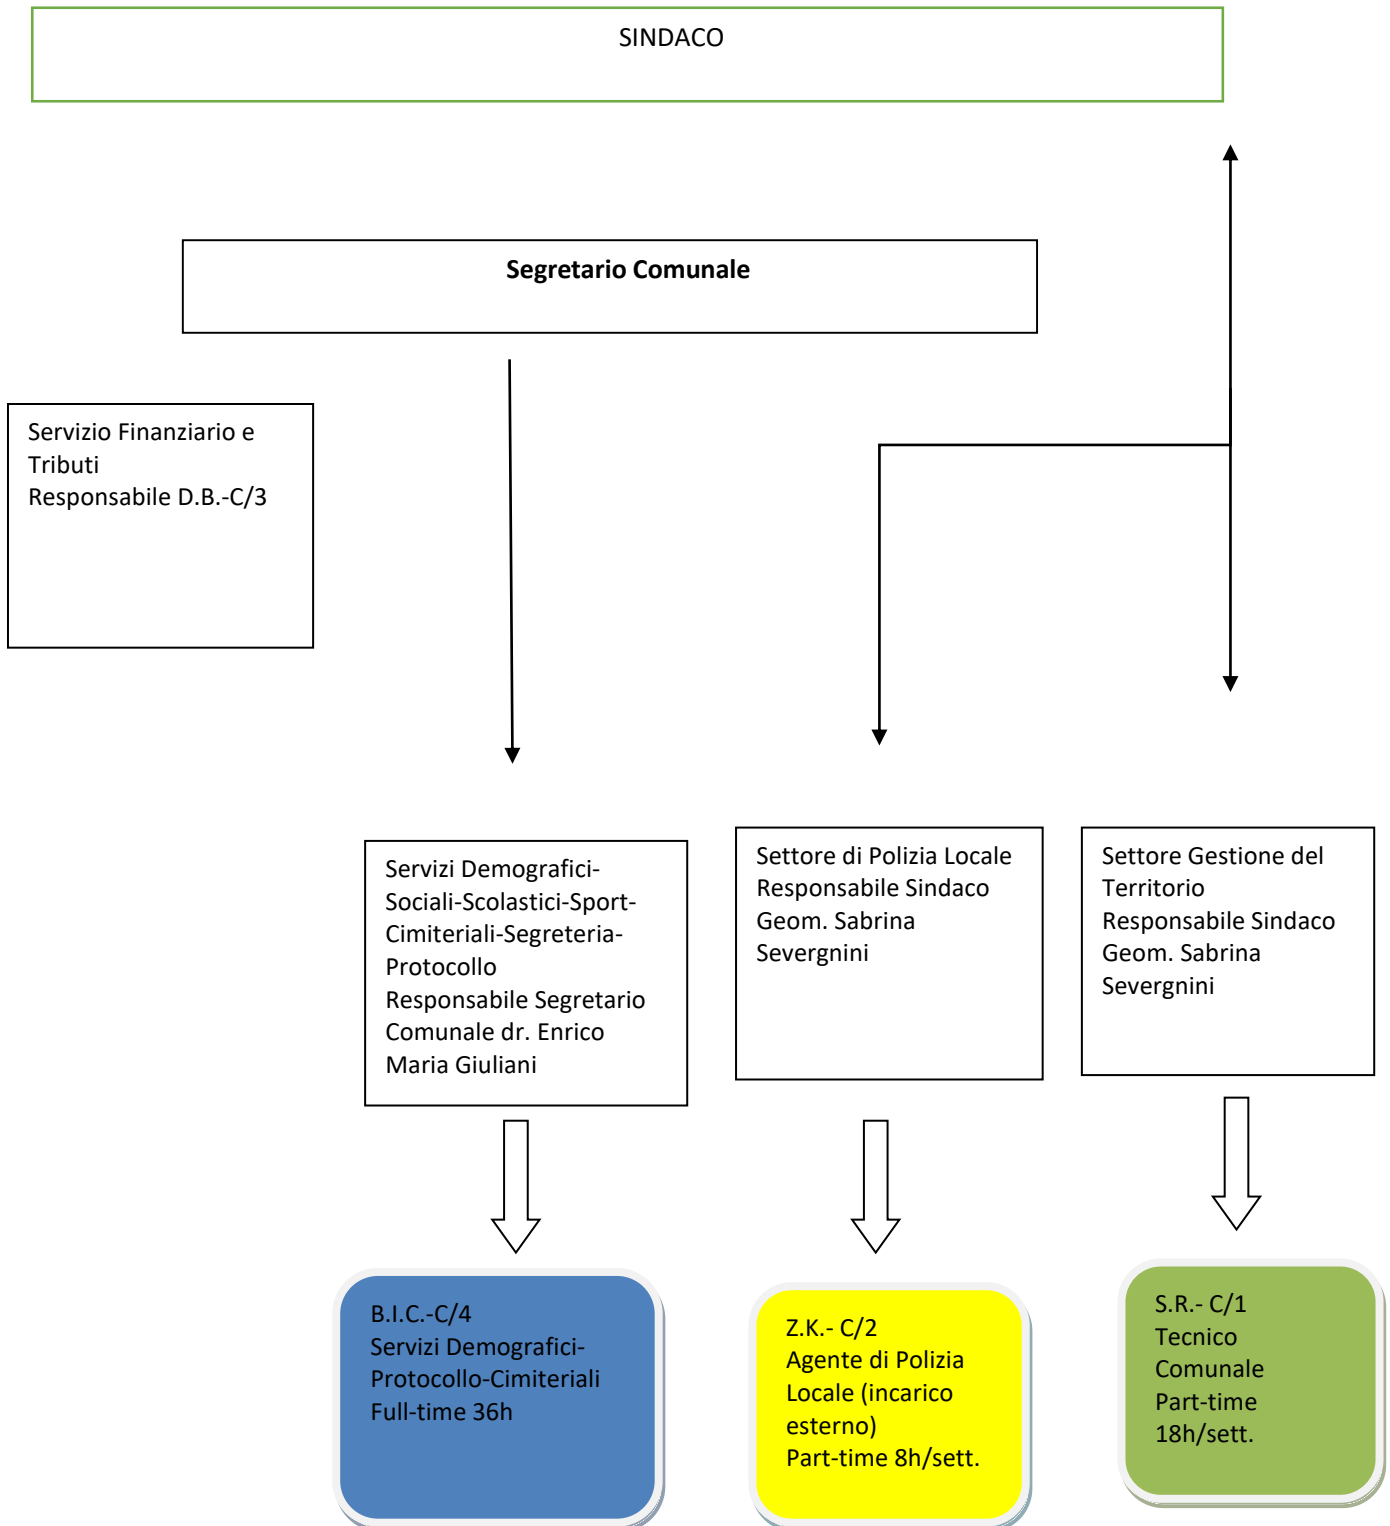 SINDACO
Segretario Comunale
Servizio Finanziario e
Tributi
Responsabile D.B.-C/3
Servizi Demografici-
Sociali-Scolastici-Sport-
Cimiteriali-Segreteria-
Protocollo
Responsabile Segretario
Comunale dr. Enrico
Maria Giuliani
Settore di Polizia Locale
Responsabile Sindaco
Geom. Sabrina
Severgnini
Settore Gestione del
Territorio
Responsabile Sindaco
Geom. Sabrina
Severgnini
B.I.C.-C/4
Servizi Demografici-
Protocollo-Cimiteriali
Full-time 36h
Z.K.- C/2
Agente di Polizia
Locale (incarico
esterno)
Part-time 8h/sett.
S.R.- C/1
Tecnico
Comunale
Part-time
18h/sett.